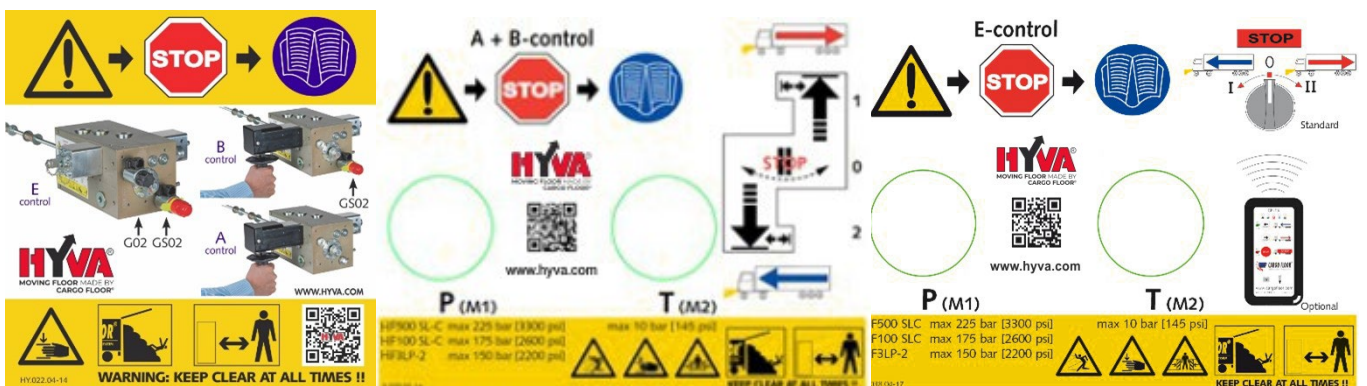 STOP
B
control
E
control
GS02
G02 GS02
A
control
HYVA®
MOVING FLOOR MADE BY
CARGO FLOOR®
WWW.HYVA.COM
HYVA
HY.022.04-14
WARNING: KEEP CLEAR AT ALL TIMES !!
A + B-control
STOP
1
HYVA®
MOVING FLOOR MADE BY
CARGO FLOOR®
STOP
0
2
www.hyva.com
P (M1)
T (M2)
HF500 SL-C max 225 bar [3300 psi]
HF100 SL-C max 175 bar [2600 psi]
HF3LP-2 max 150 bar [2200 psi]
max 10 bar [145 psi]
KEEP CLEAR AT ALL TIMES !!
E-control
STOP
STOP
0
I
II
Standard
HYVA®
MOVING FLOOR MADE BY
CARGO FLOOR®
www.hyva.com
CARGO FLOOR
Optional
P (M1)
T (M2)
F500 SLC max 225 bar [3300 psi]
F100 SLC max 175 bar [2600 psi]
F3LP-2 max 150 bar [2200 psi]
max 10 bar [145 psi]
KEEP CLEAR AT ALL TIMES !!